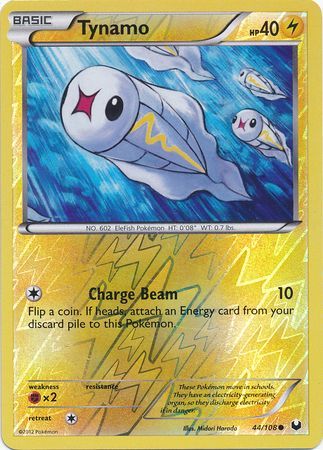 BASIC
Tynamo
HP40
NO. 602 EleFish Pokémon HT: 0'08" WT: 0.7 lbs.
Charge Beam 10
Flip a coin. If heads, attach an Energy card from your
discard pile to this Pokémon.
weakness resistance
×2
retreat
These Pokémon move in schools.
They have an electricity-generating
organ, so they discharge electricity
if in danger.
©2012 Pokémon
Illus. Midori Harada
44/108